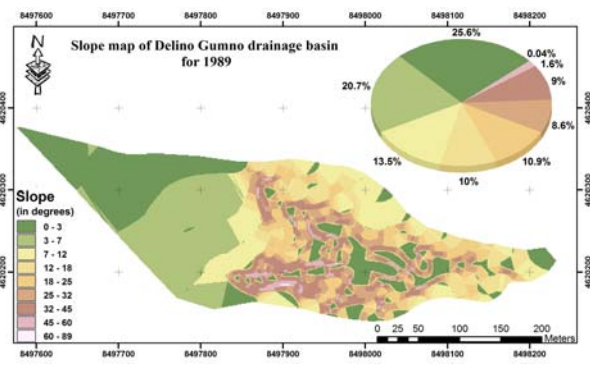 8497600 8497700 8497800 8497900 8498000 8498100 8498200
N
Slope map of Delino Gumno drainage basin
for 1989
25.6%
0.04%
1.6%
9%
8.6%
10.9%
10%
13.5%
20.7%
4620400
4620300
4620200
4620400
4620300
4620200
Slope
(in degrees)
0 - 3
3 - 7
7 - 12
12 - 18
18 - 25
25 - 32
32 - 45
45 - 60
60 - 89
0 25 50 100 150 200
Meters
8497600 8497700 8497800 8497900 8498000 8498100 8498200